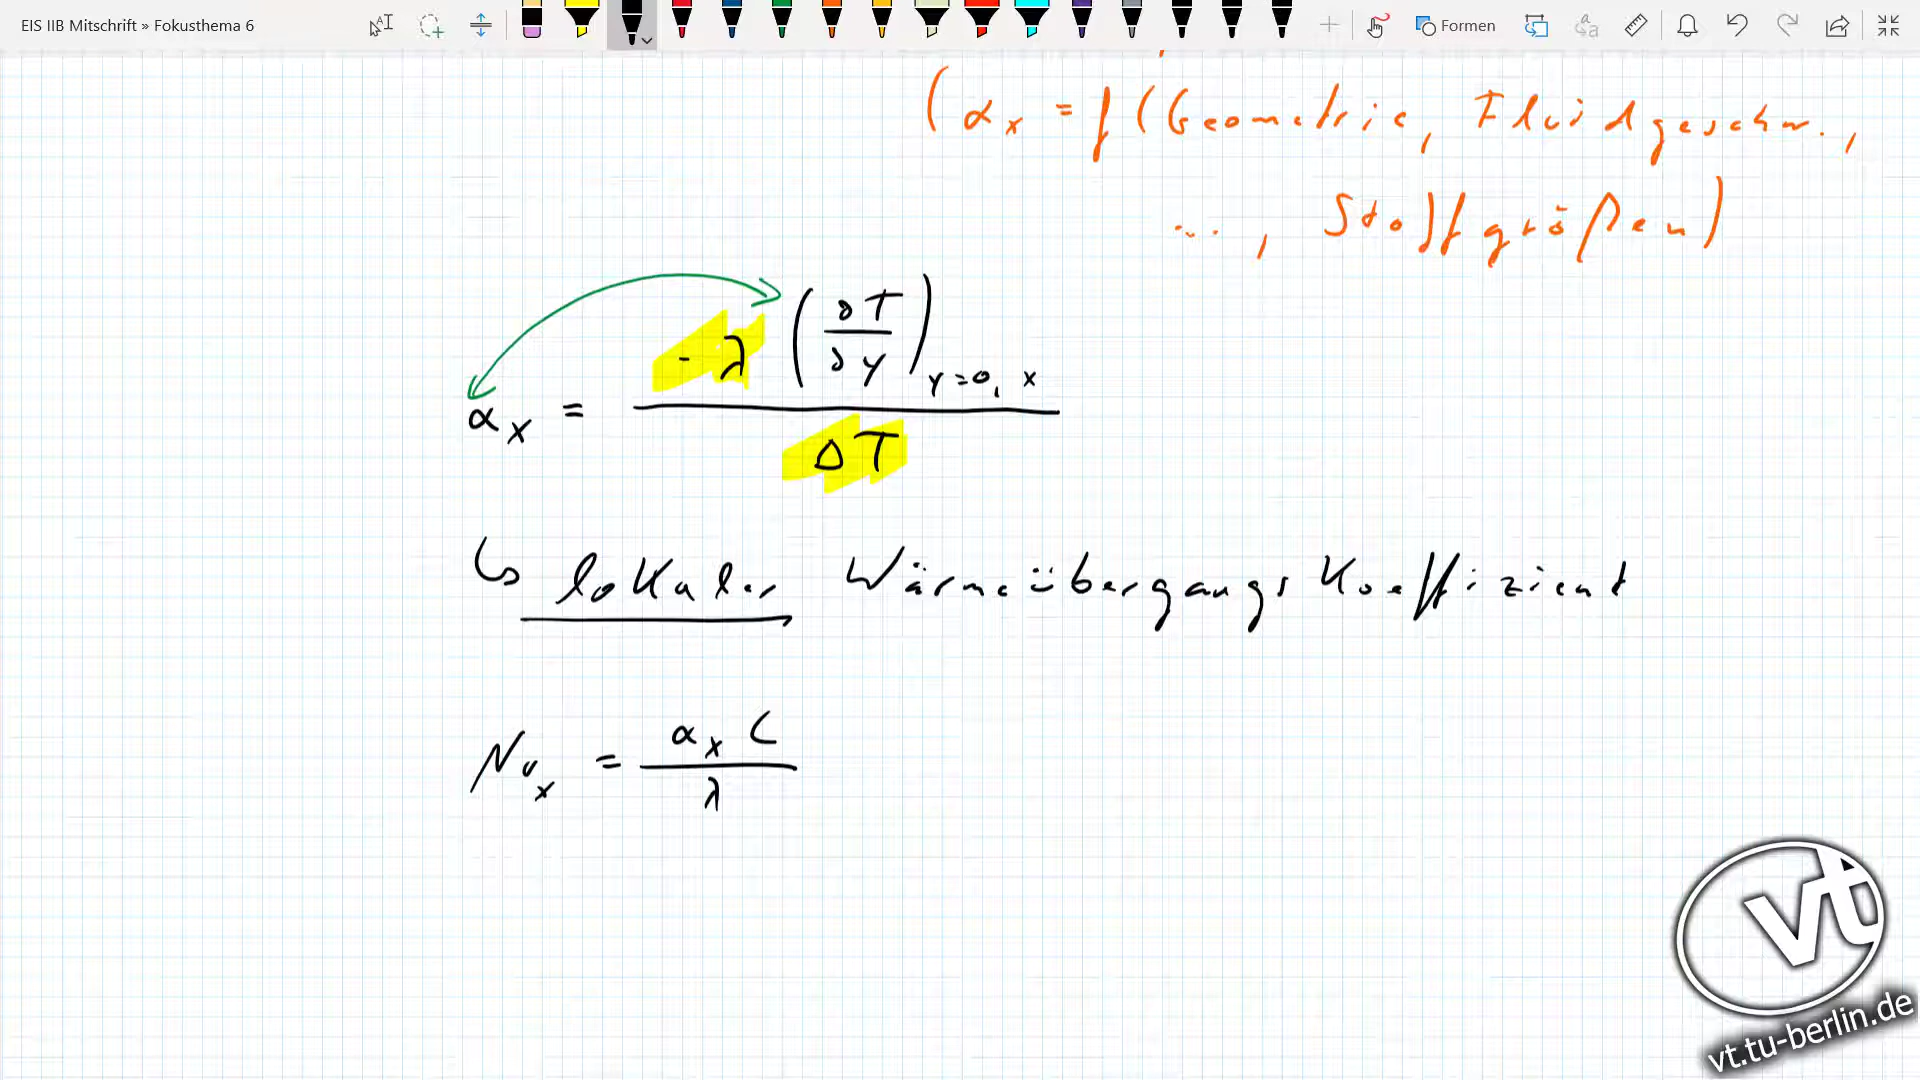 EIS IIB Mitschrift » Fokusthema 6
Formen
(αx = f (Geometrie, Fluidgeschw.,
..., Stoffgrößen)
αx = -λ (∂T/∂y)y=0, x / ΔT
↳ lokaler Wärmeübergangskoeffizient
Nux = αx L / λ
vt
vt.tu-berlin.de